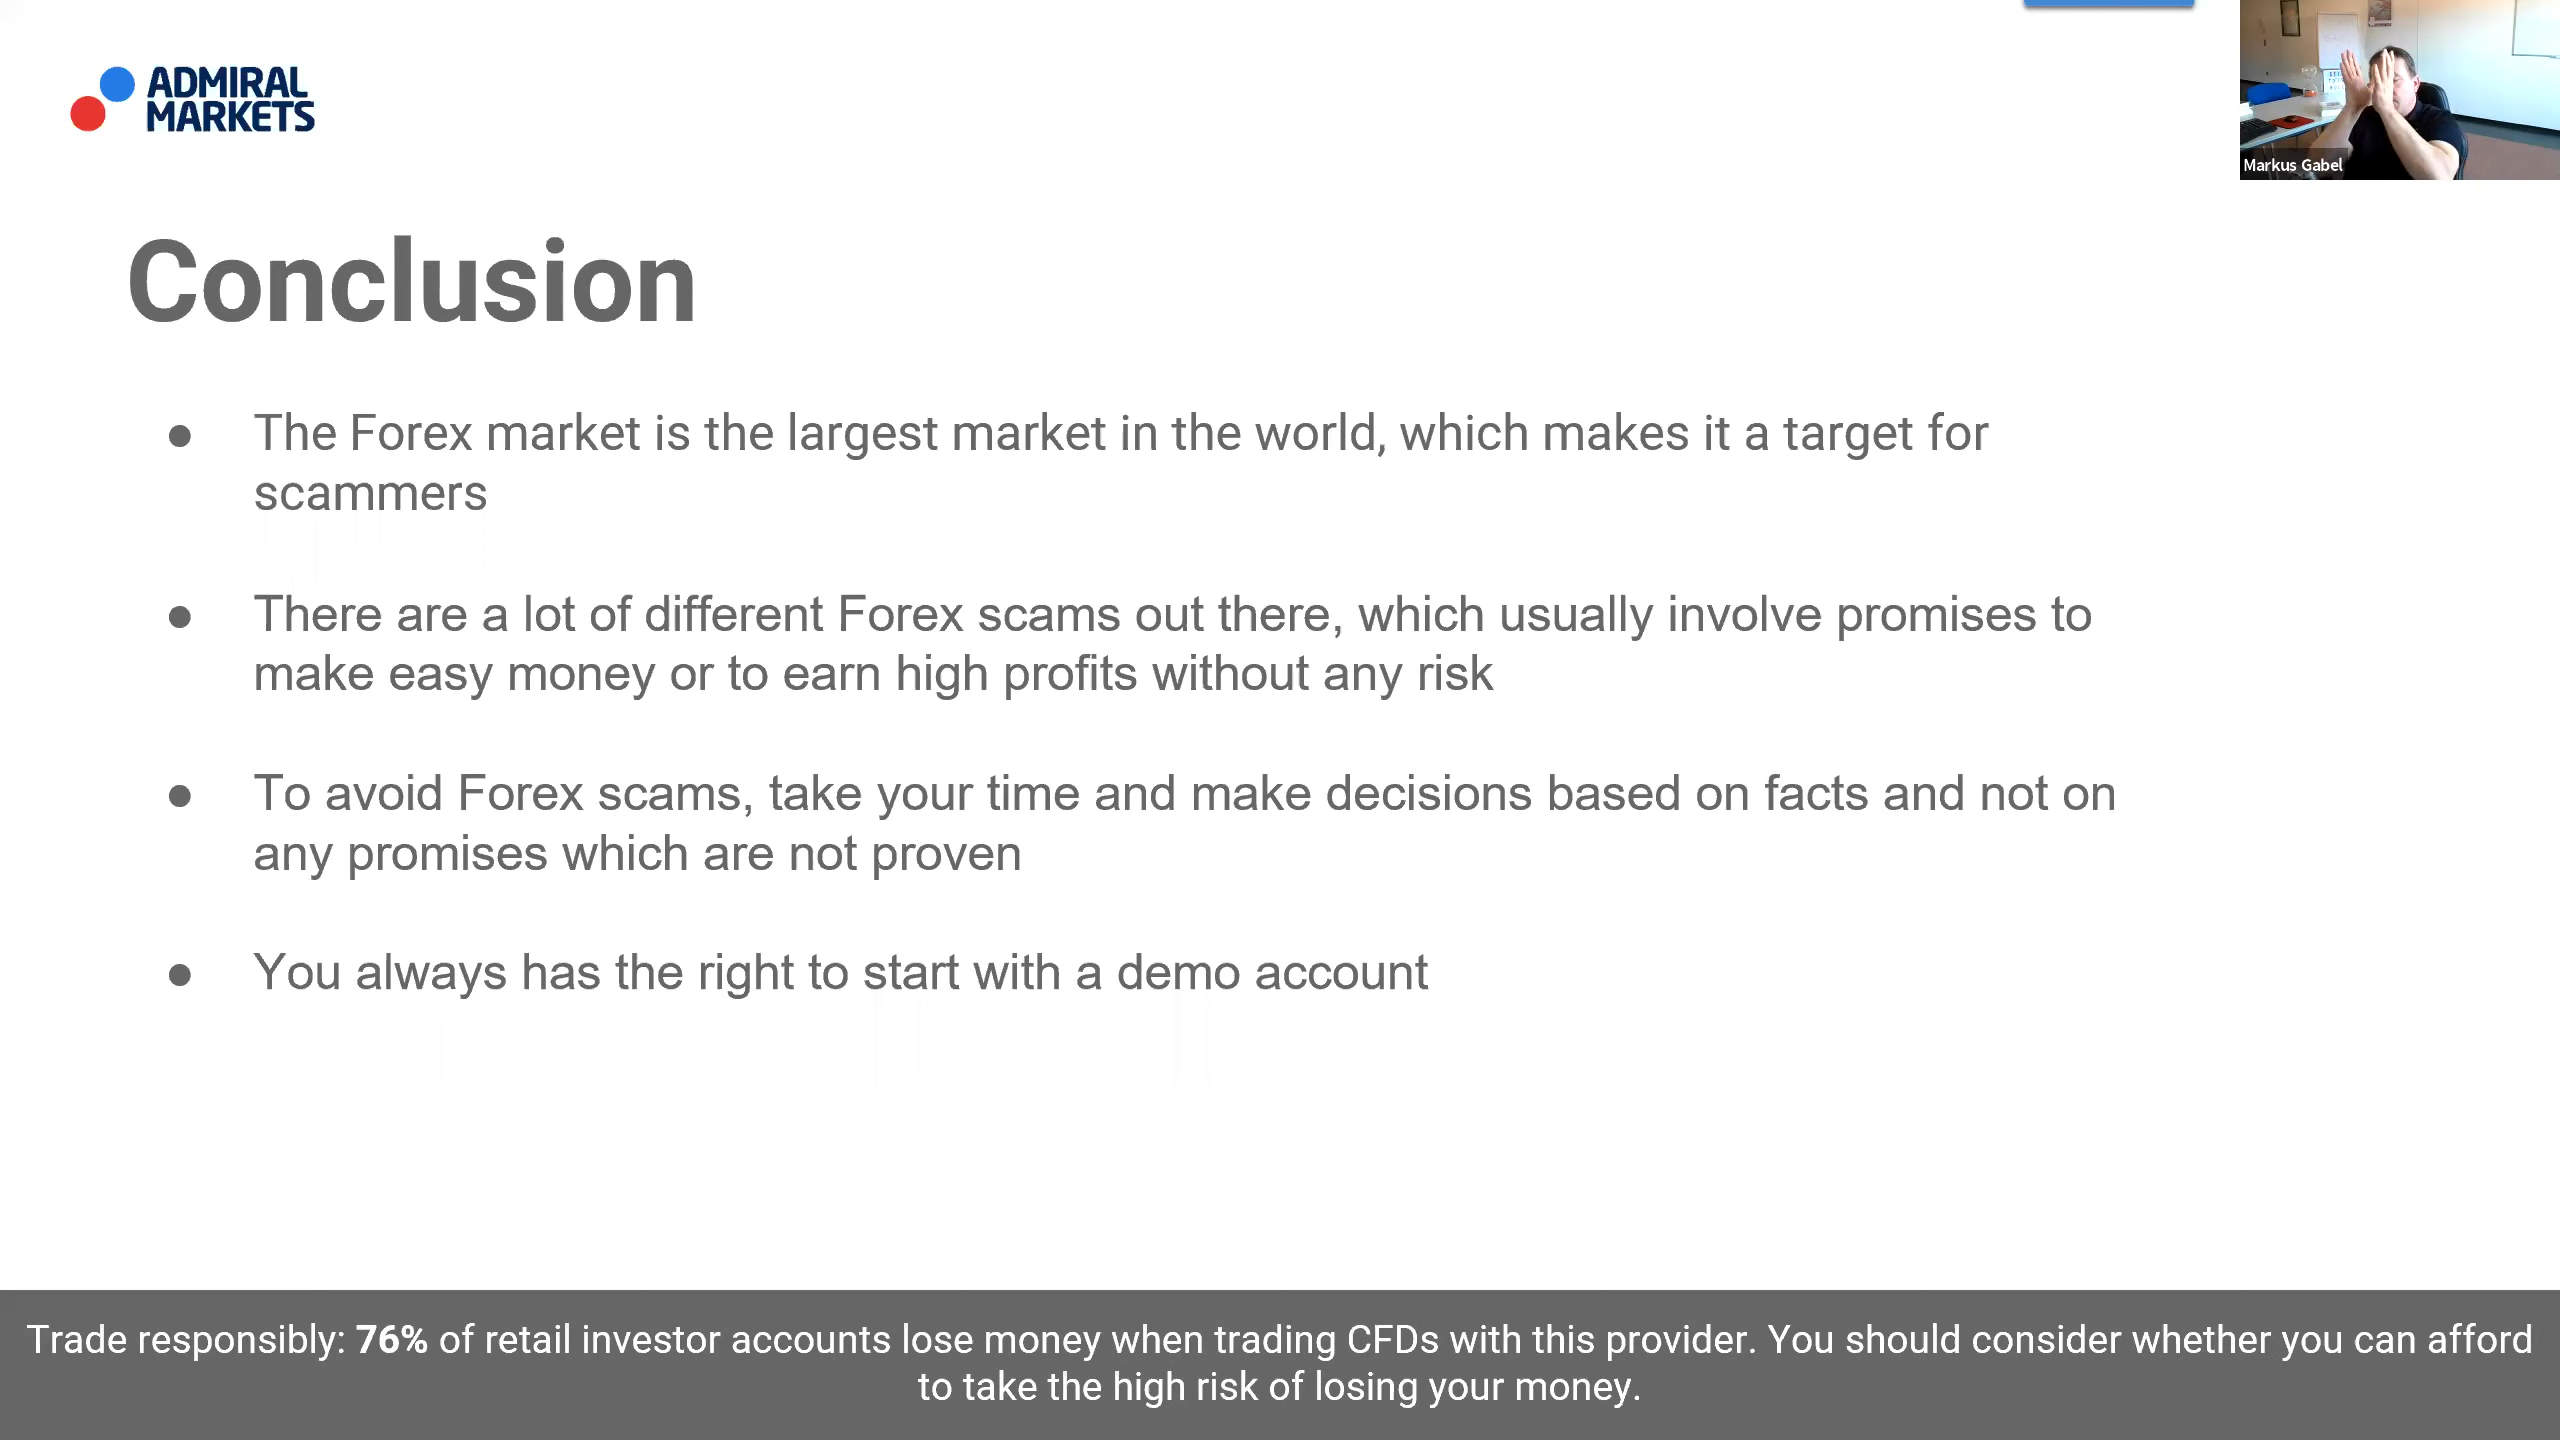 ADMIRAL
MARKETS
Markus Gabel
Conclusion
● The Forex market is the largest market in the world, which makes it a target for
scammers
● There are a lot of different Forex scams out there, which usually involve promises to
make easy money or to earn high profits without any risk
● To avoid Forex scams, take your time and make decisions based on facts and not on
any promises which are not proven
● You always has the right to start with a demo account
Trade responsibly: 76% of retail investor accounts lose money when trading CFDs with this provider. You should consider whether you can afford
to take the high risk of losing your money.